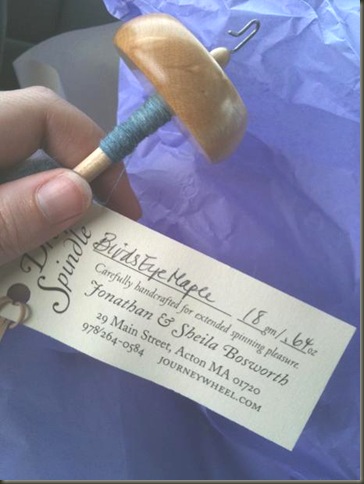 Spindle
BirdsEye Maple 18 gm/ .64 oz
Carefully handcrafted for extended spinning pleasure.
Jonathan & Sheila Bosworth
29 Main Street, Acton MA 01720
978/264-0584 JOURNEYWHEEL.COM